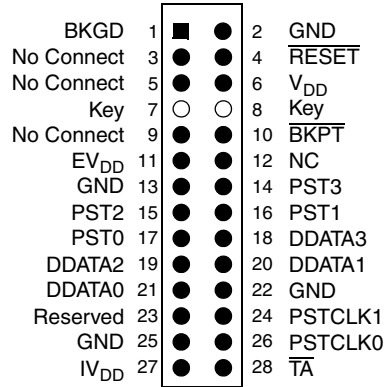 BKGD 1 2 GND
No Connect 3 4 RESET
No Connect 5 6 VDD
Key 7 8 Key
No Connect 9 10 BKPT
EVDD 11 12 NC
GND 13 14 PST3
PST2 15 16 PST1
PST0 17 18 DDATA3
DDATA2 19 20 DDATA1
DDATA0 21 22 GND
Reserved 23 24 PSTCLK1
GND 25 26 PSTCLK0
IVDD 27 28 TA